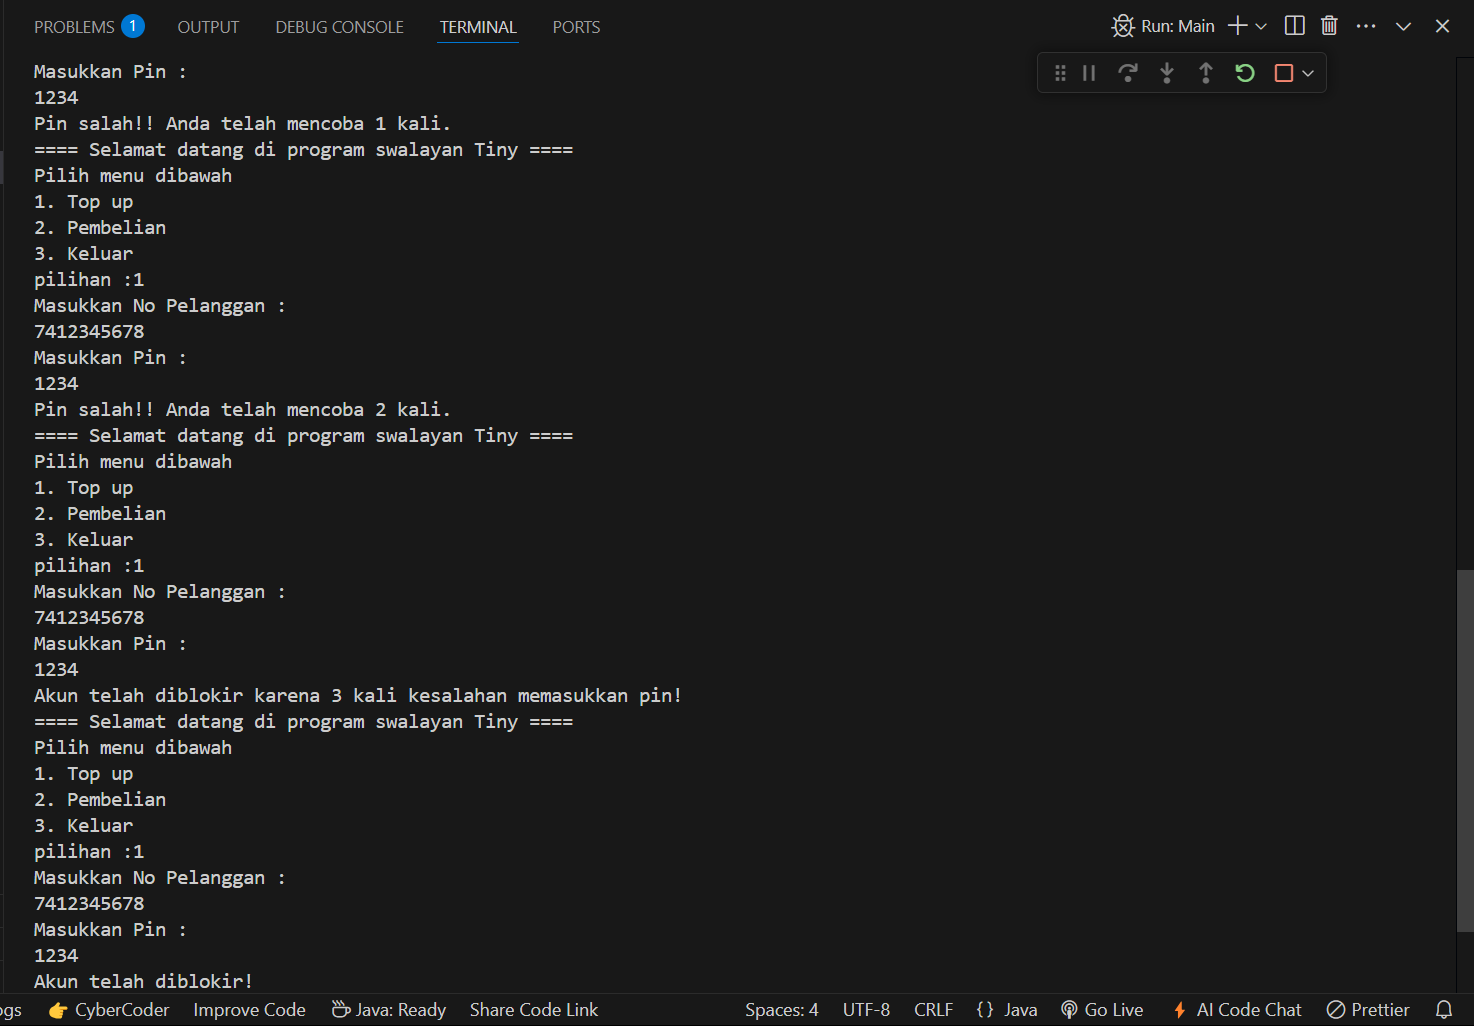 PROBLEMS 1 OUTPUT DEBUG CONSOLE TERMINAL PORTS Run: Main
Masukkan Pin :
1234
Pin salah!! Anda telah mencoba 1 kali.
==== Selamat datang di program swalayan Tiny ====
Pilih menu dibawah
1. Top up
2. Pembelian
3. Keluar
pilihan :1
Masukkan No Pelanggan :
7412345678
Masukkan Pin :
1234
Pin salah!! Anda telah mencoba 2 kali.
==== Selamat datang di program swalayan Tiny ====
Pilih menu dibawah
1. Top up
2. Pembelian
3. Keluar
pilihan :1
Masukkan No Pelanggan :
7412345678
Masukkan Pin :
1234
Akun telah diblokir karena 3 kali kesalahan memasukkan pin!
==== Selamat datang di program swalayan Tiny ====
Pilih menu dibawah
1. Top up
2. Pembelian
3. Keluar
pilihan :1
Masukkan No Pelanggan :
7412345678
Masukkan Pin :
1234
Akun telah diblokir!
ogs CyberCoder Improve Code Java: Ready Share Code Link Spaces: 4 UTF-8 CRLF {} Java Go Live AI Code Chat Prettier